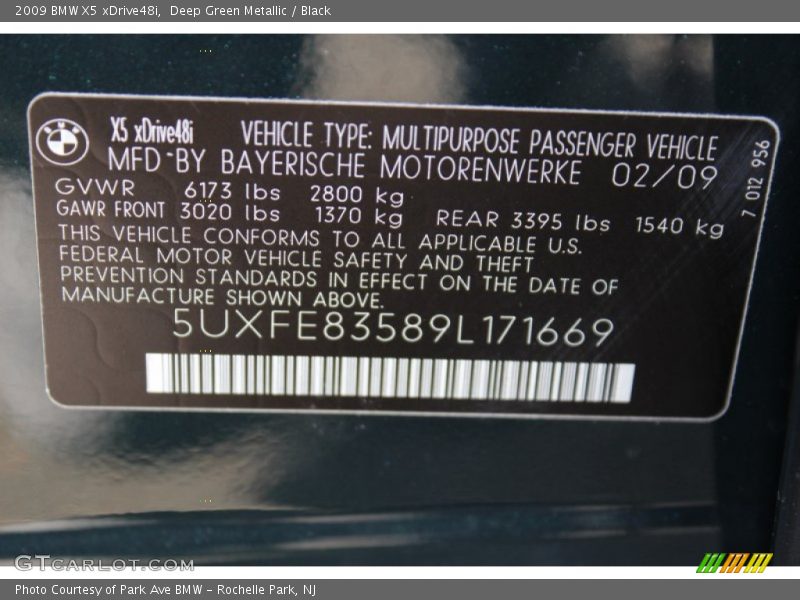 2009 BMW X5 xDrive48i, Deep Green Metallic / Black
X5 xDrive48i VEHICLE TYPE: MULTIPURPOSE PASSENGER VEHICLE
MFD BY BAYERISCHE MOTORENWERKE 02/09
GVWR 6173 lbs 2800 kg
GAWR FRONT 3020 lbs 1370 kg REAR 3395 lbs 1540 kg
THIS VEHICLE CONFORMS TO ALL APPLICABLE U.S.
FEDERAL MOTOR VEHICLE SAFETY AND THEFT
PREVENTION STANDARDS IN EFFECT ON THE DATE OF
MANUFACTURE SHOWN ABOVE.
5UXFE83589L171669
7 012 956
GTCARLOT.COM
Photo Courtesy of Park Ave BMW - Rochelle Park, NJ